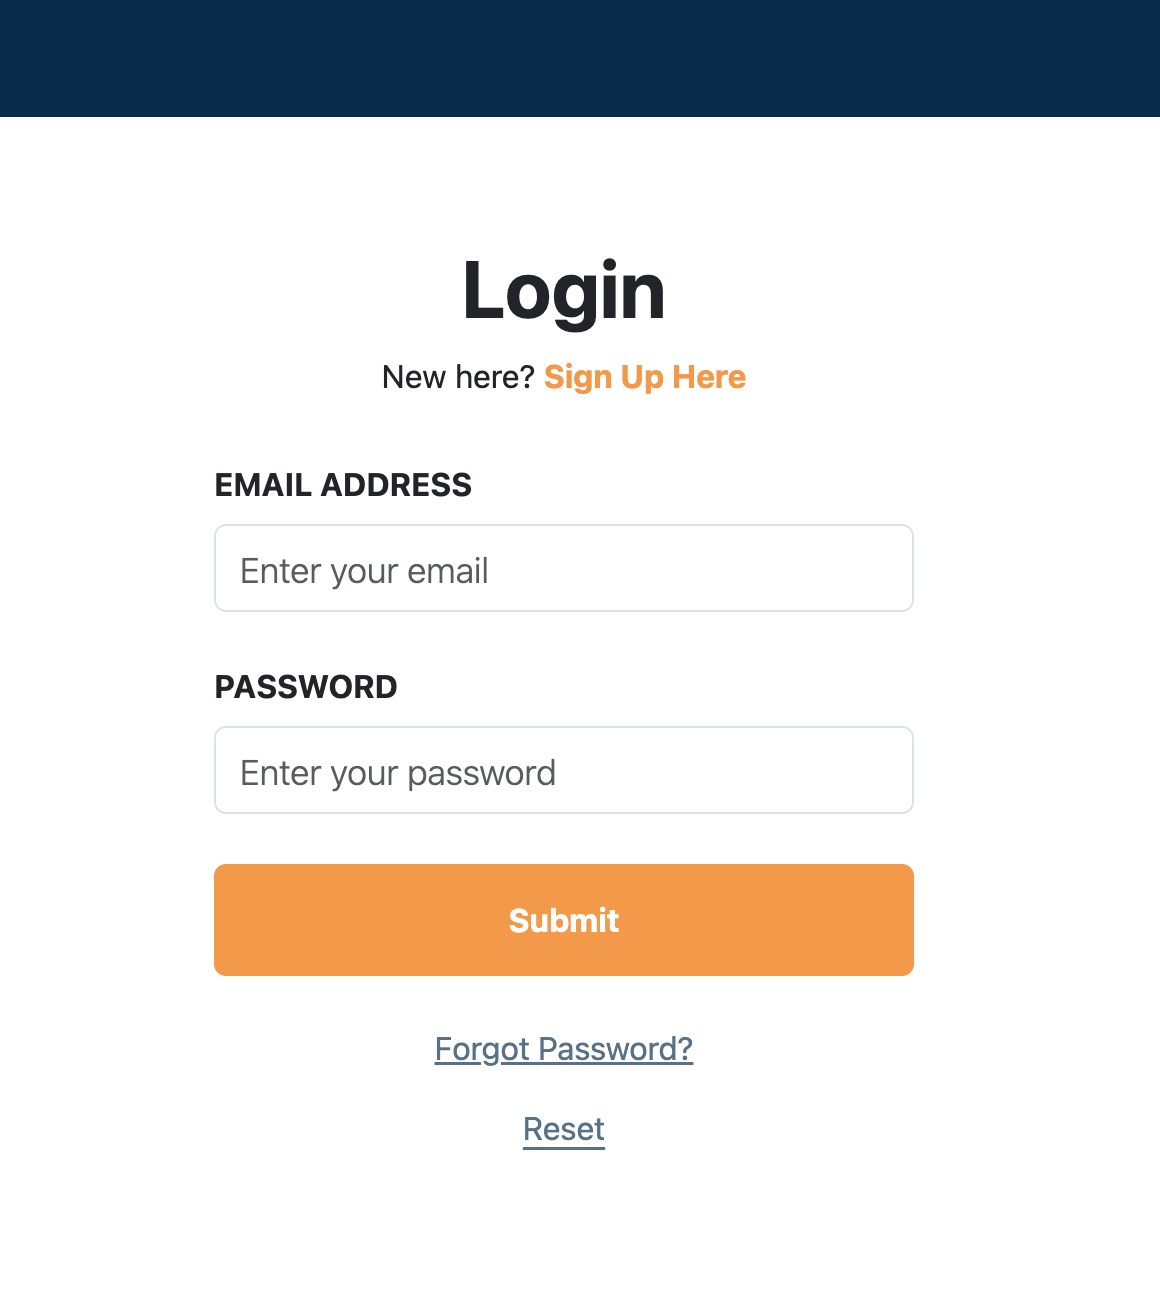 Login
New here? Sign Up Here
EMAIL ADDRESS
Enter your email
PASSWORD
Enter your password
Submit
Forgot Password?
Reset